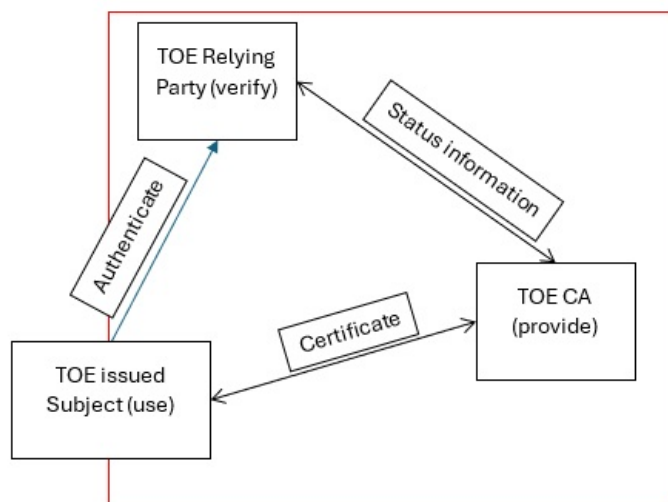 TOE Relying
Party (verify)
Status information
Authenticate
TOE CA
(provide)
Certificate
TOE issued
Subject (use)